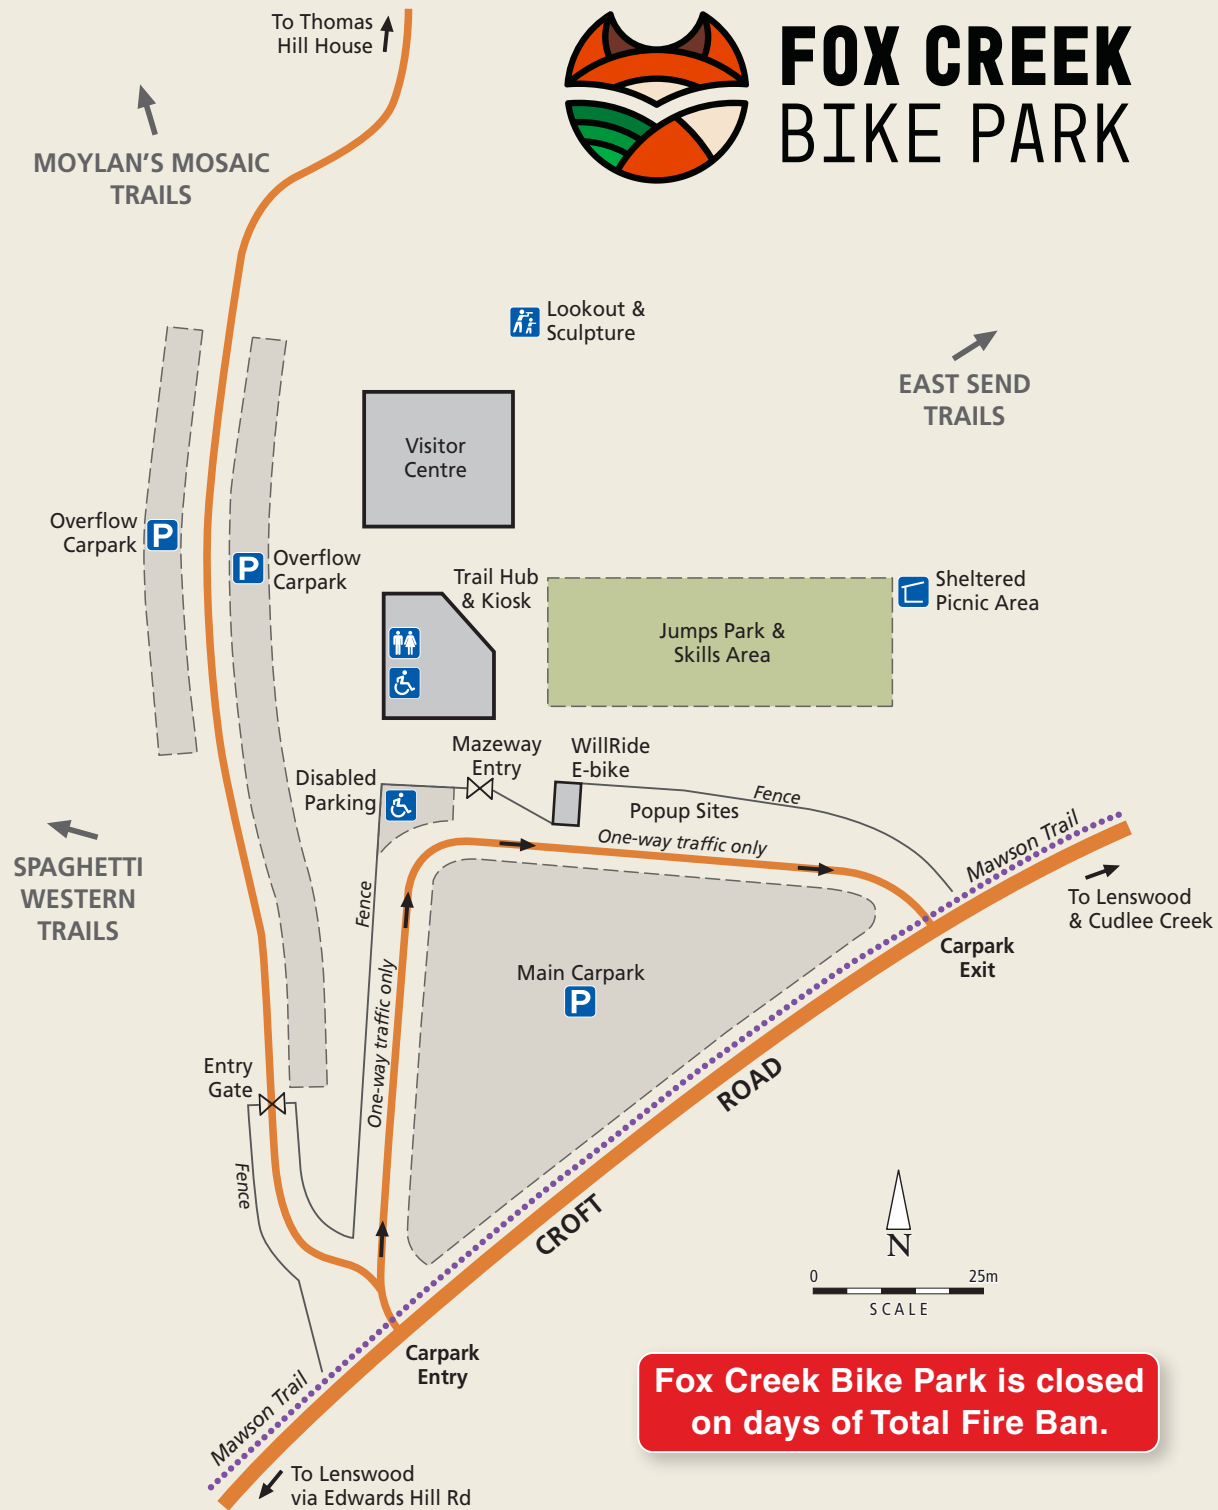 To Thomas
Hill House
FOX CREEK
BIKE PARK
MOYLAN'S MOSAIC
TRAILS
Lookout &
Sculpture
EAST SEND
TRAILS
Visitor
Centre
Overflow
Carpark
P
P
Overflow
Carpark
Trail Hub
& Kiosk
Sheltered
Picnic Area
Jumps Park &
Skills Area
Mazeway
Entry
WillRide
E-bike
Disabled
Parking
Popup Sites
Fence
One-way traffic only
Mawson Trail
SPAGHETTI
WESTERN
TRAILS
Fence
To Lenswood
& Cudlee Creek
Carpark
Exit
Main Carpark
P
One-way traffic only
Entry
Gate
ROAD
Fence
CROFT
N
0 25m
SCALE
Carpark
Entry
Fox Creek Bike Park is closed
on days of Total Fire Ban.
Mawson Trail
To Lenswood
via Edwards Hill Rd